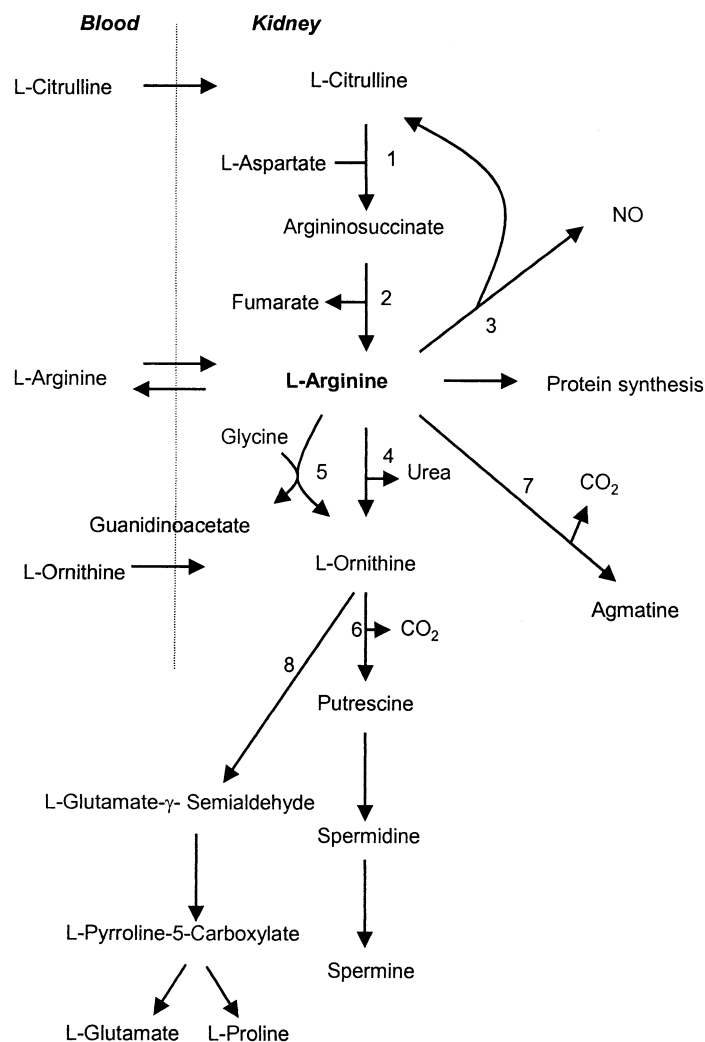 Blood Kidney
L-Citrulline L-Citrulline
L-Aspartate 1
Argininosuccinate NO
Fumarate 2
3
L-Arginine L-Arginine Protein synthesis
Glycine 4
5 Urea 7 CO2
Guanidinoacetate
L-Ornithine L-Ornithine
Agmatine
6 CO2
8
Putrescine
L-Glutamate-γ- Semialdehyde
Spermidine
L-Pyrroline-5-Carboxylate
Spermine
L-Glutamate L-Proline